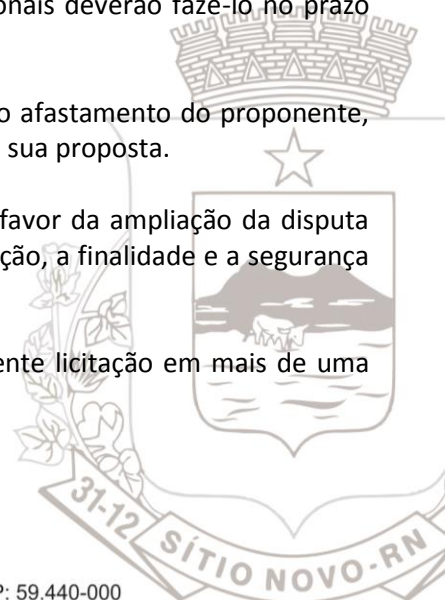 onais deverão fazê-lo no prazo
o afastamento do proponente,
sua proposta.
favor da ampliação da disputa
ção, a finalidade e a segurança
ente licitação em mais de uma
31-12 SÍTIO NOVO-RN
P: 59.440-000